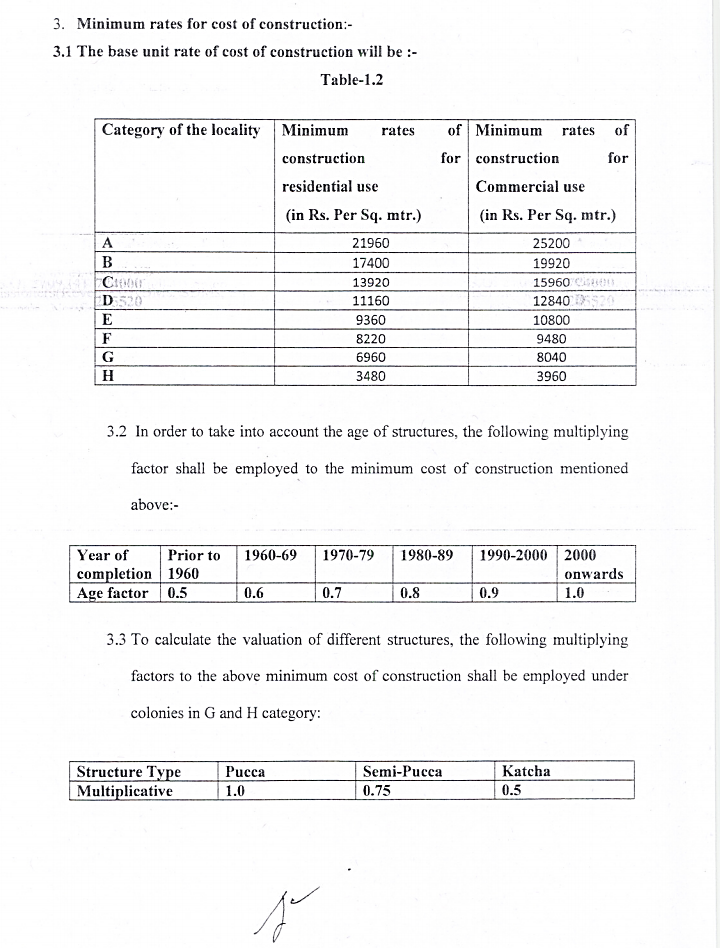 3. Minimum rates for cost of construction:-
3.1 The base unit rate of cost of construction will be :-
Table-1.2
Category of the locality Minimum rates of construction for residential use (in Rs. Per Sq. mtr.) Minimum rates of construction for Commercial use (in Rs. Per Sq. mtr.)
A 21960 25200
B 17400 19920
C 13920 15960
D 11160 12840
E 9360 10800
F 8220 9480
G 6960 8040
H 3480 3960
3.2 In order to take into account the age of structures, the following multiplying
factor shall be employed to the minimum cost of construction mentioned
above:-
Year of completion Prior to 1960 1960-69 1970-79 1980-89 1990-2000 2000 onwards
Age factor 0.5 0.6 0.7 0.8 0.9 1.0
3.3 To calculate the valuation of different structures, the following multiplying
factors to the above minimum cost of construction shall be employed under
colonies in G and H category:
Structure Type Pucca Semi-Pucca Katcha
Multiplicative 1.0 0.75 0.5